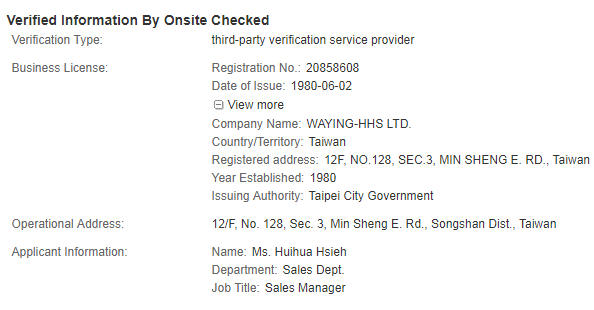 Verified Information By Onsite Checked
Verification Type: third-party verification service provider
Business License: Registration No.: 20858608
Date of Issue: 1980-06-02
View more
Company Name: WAYING-HHS LTD.
Country/Territory: Taiwan
Registered address: 12F, NO.128, SEC.3, MIN SHENG E. RD., Taiwan
Year Established: 1980
Issuing Authority: Taipei City Government
Operational Address: 12/F, No. 128, Sec. 3, Min Sheng E. Rd., Songshan Dist., Taiwan
Applicant Information: Name: Ms. Huihua Hsieh
Department: Sales Dept.
Job Title: Sales Manager